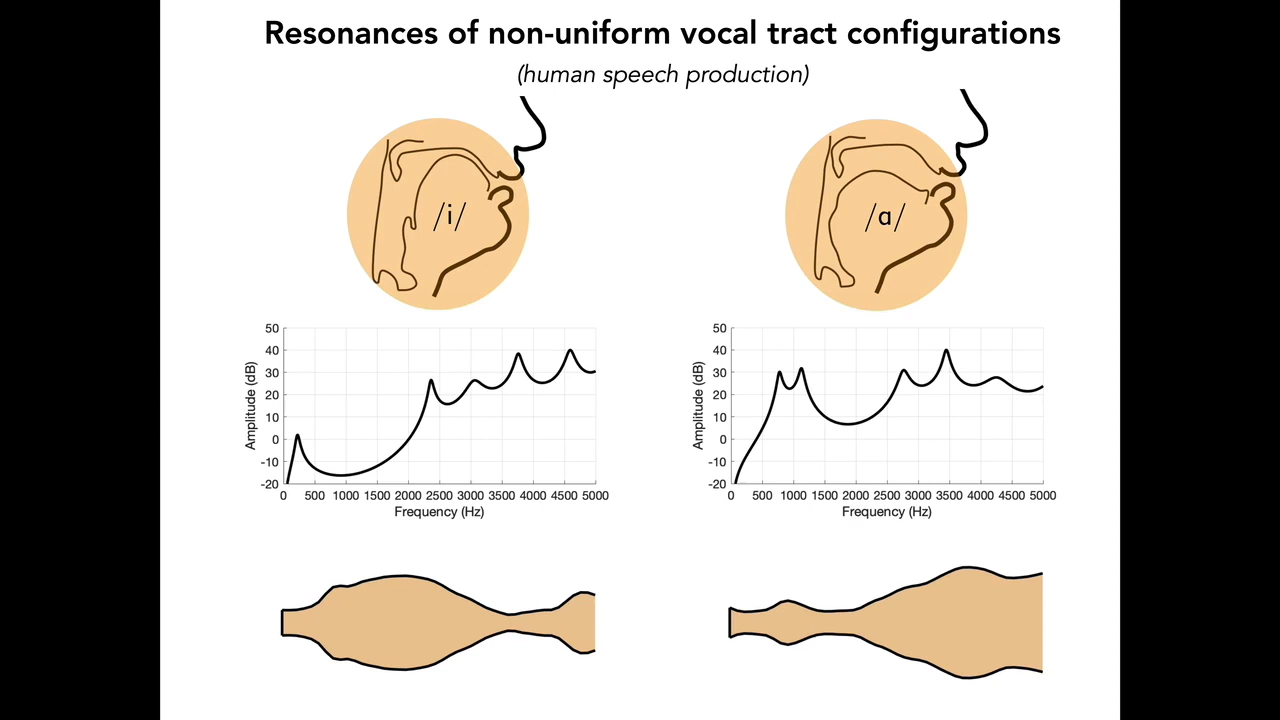 Resonances of non-uniform vocal tract configurations
(human speech production)
/i/
/ɑ/
50
40
30
20
10
0
-10
-20
Amplitude (dB)
0 500 1000 1500 2000 2500 3000 3500 4000 4500 5000
Frequency (Hz)
50
40
30
20
10
0
-10
-20
Amplitude (dB)
0 500 1000 1500 2000 2500 3000 3500 4000 4500 5000
Frequency (Hz)